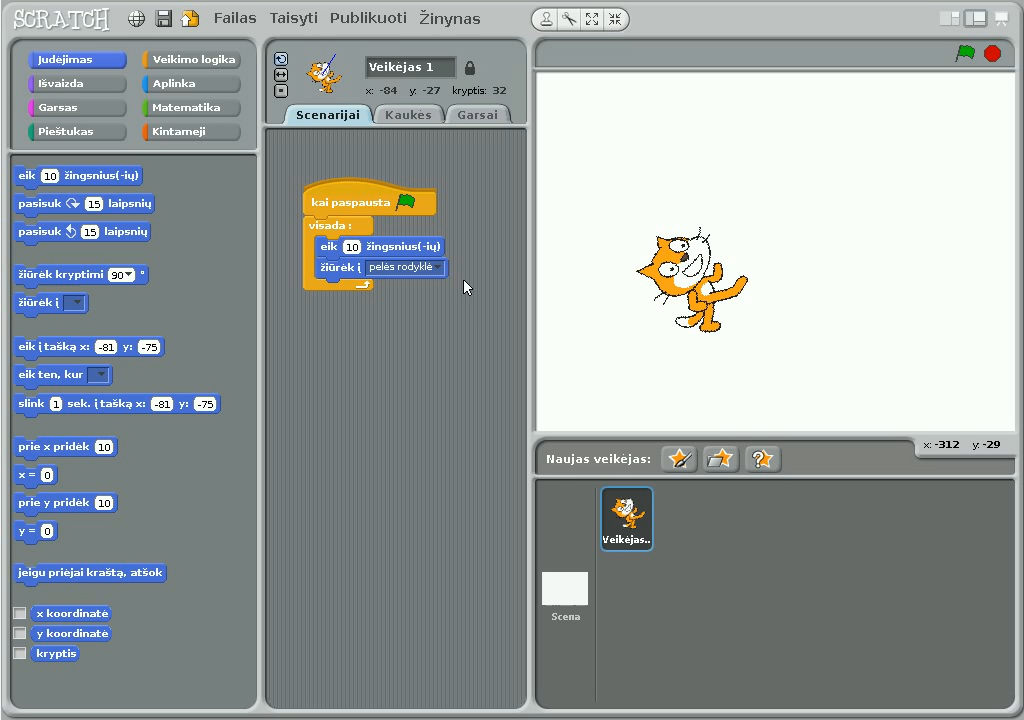 SCRATCH Failas Taisyti Publikuoti Žinynas
Judėjimas Veikimo logika
Išvaizda Aplinka
Garsas Matematika
Pieštukas Kintameji
eik 10 žingsnius(-ių)
pasisuk 15 laipsnių
pasisuk 15 laipsnių
žiūrėk kryptimi 90 °
žiūrėk į
eik į tašką x: -81 y: -75
eik ten, kur
slink 1 sek. į tašką x: -81 y: -75
prie x pridėk 10
x = 0
prie y pridėk 10
y = 0
jeigu priėjai kraštą, atšok
x koordinatė
y koordinatė
kryptis
Veikėjas 1
x: -84 y: -27 kryptis: 32
Scenarijai Kaukės Garsai
kai paspausta
visada :
eik 10 žingsnius(-ių)
žiūrėk į pelės rodyklė
x: -312 y: -29
Naujas veikėjas:
Veikėjas..
Scena